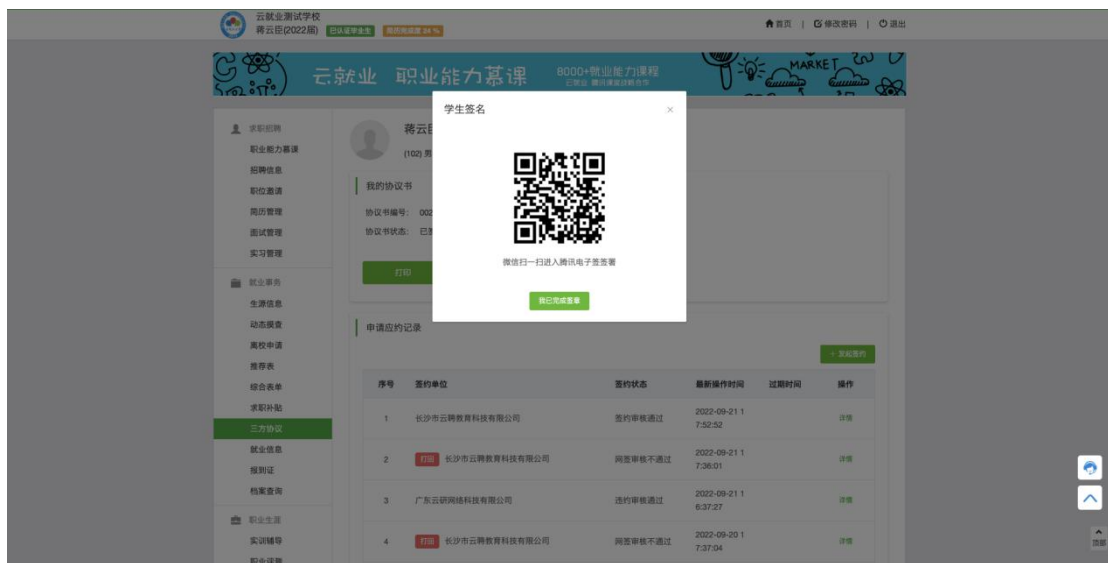 云就业测试学校
蒋云臣(2022届) 已认证毕业生
首页 | 修改密码 | 退出
云就业 职业能力慕课
8000+就业能力课程
MARKET
学生签名 ×
微信扫一扫进入腾讯电子签签署
我已完成签章
求职招聘
职业能力慕课
招聘信息
职位邀请
简历管理
面试管理
实习管理
就业事务
生源信息
动态摸查
离校申请
推荐表
综合表单
求职补贴
三方协议
就业信息
报到证
档案查询
职业生涯
实训辅导
职业评测
蒋云臣
(102) 男
我的协议书
协议书编号: 002
协议书状态: 已
打印
申请应约记录
+ 发起签约
序号 签约单位 签约状态 最新操作时间 过期时间 操作
1 长沙市云聘教育科技有限公司 签约审核通过 2022-09-21 1
7:52:52 详情
2 打印 长沙市云聘教育科技有限公司 网签审核不通过 2022-09-21 1
7:36:01 详情
3 广东云研网络科技有限公司 违约审核通过 2022-09-21 1
6:37:27 详情
4 打印 长沙市云聘教育科技有限公司 网签审核不通过 2022-09-20 1
7:37:04 详情
顶部